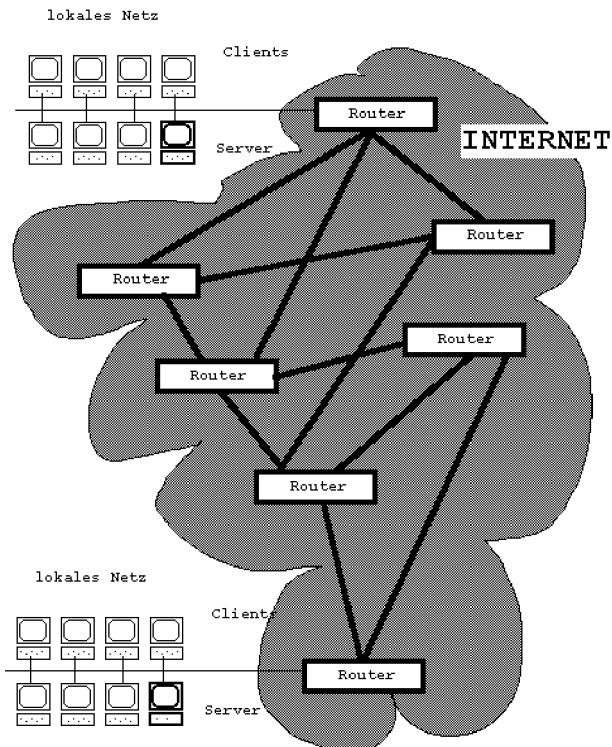 lokales Netz
Clients
Router
INTERNET
Server
Router
Router
Router
Router
Router
lokales Netz
Clients
Router
Server